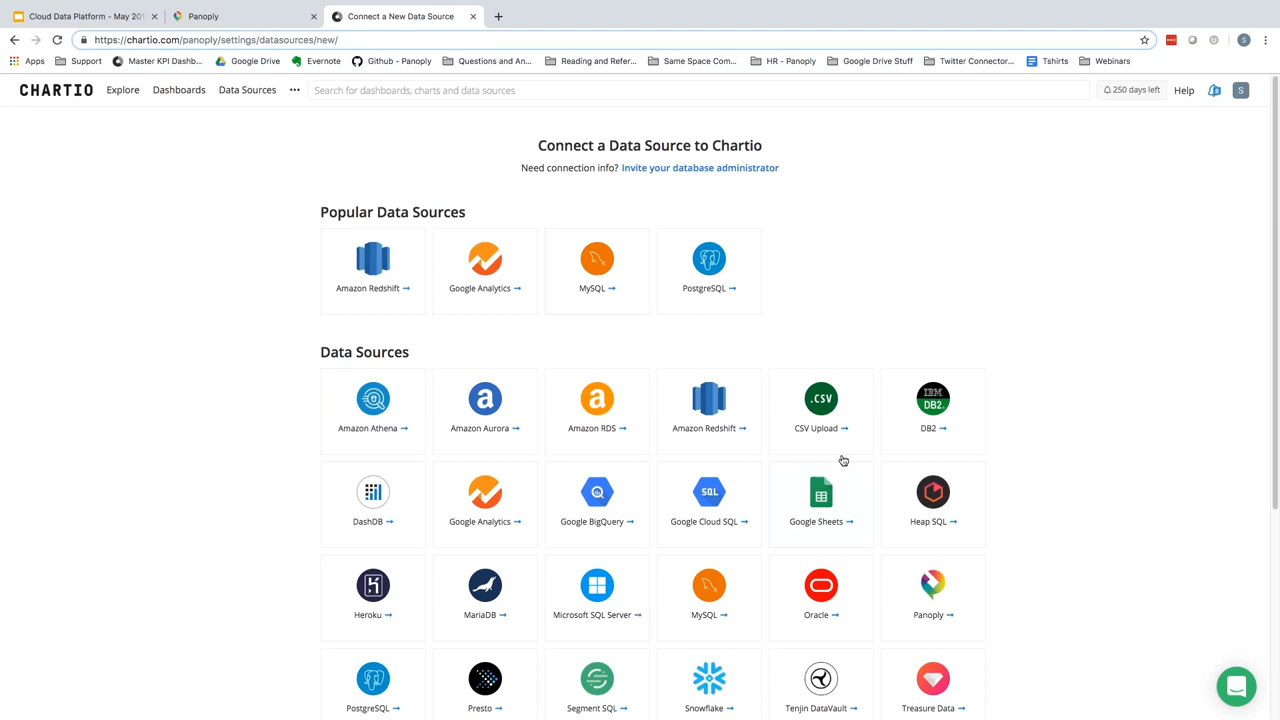 Cloud Data Platform - May 201
Panoply
Connect a New Data Source
https://chartio.com/panoply/settings/datasources/new/
Apps
Support
Master KPI Dashb...
Google Drive
Evernote
Github - Panoply
Questions and An...
Reading and Refer...
Same Space Com...
HR - Panoply
Google Drive Stuff
Twitter Connector...
Tshirts
Webinars
CHARTIO
Explore
Dashboards
Data Sources
Search for dashboards, charts and data sources
250 days left
Help
S
Connect a Data Source to Chartio
Need connection info? Invite your database administrator
Popular Data Sources
Amazon Redshift →
Google Analytics →
MySQL →
PostgreSQL →
Data Sources
.CSV
IBM
DB2.
Amazon Athena →
Amazon Aurora →
Amazon RDS →
Amazon Redshift →
CSV Upload →
DB2 →
SQL
DashDB →
Google Analytics →
Google BigQuery →
Google Cloud SQL →
Google Sheets →
Heap SQL →
Heroku →
MariaDB →
Microsoft SQL Server →
MySQL →
Oracle →
Panoply →
PostgreSQL →
Presto →
Segment SQL →
Snowflake →
Tenjin DataVault →
Treasure Data →